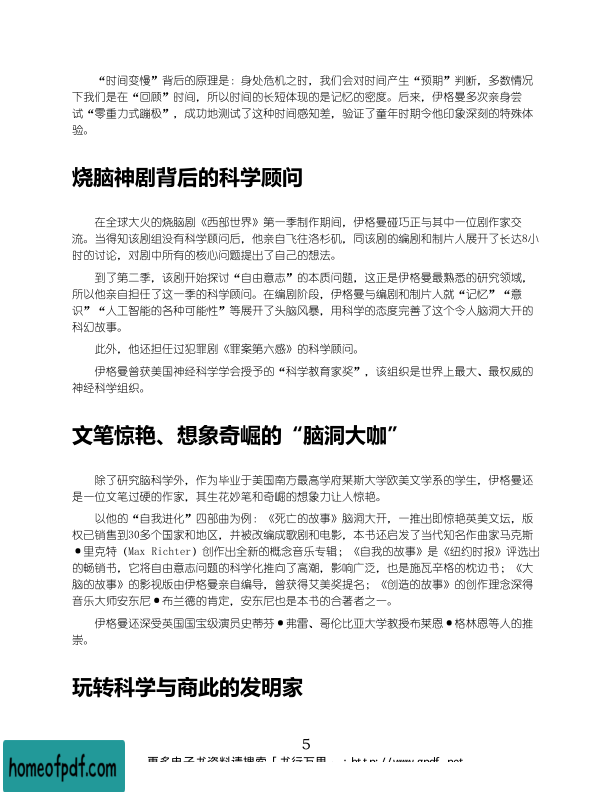 “时间变慢”背后的原理是：身处危机之时，我们会对时间产生“预期”判断，多数情况
下我们是在“回顾”时间，所以时间的长短体现的是记忆的密度。后来，伊格曼多次亲身尝
试“零重力式蹦极”，成功地测试了这种时间感知差，验证了童年时期令他印象深刻的特殊体
验。
烧脑神剧背后的科学顾问
在全球大火的烧脑剧《西部世界》第一季制作期间，伊格曼碰巧正与其中一位剧作家交
流。当得知该剧组没有科学顾问后，他亲自飞往洛杉矶，同该剧的编剧和制片人展开了长达8小
时的讨论，对剧中所有的核心问题提出了自己的想法。
到了第二季，该剧开始探讨“自由意志”的本质问题，这正是伊格曼最熟悉的研究领域，
所以他亲自担任了这一季的科学顾问。在编剧阶段，伊格曼与编剧和制片人就“记忆”“意
识”“人工智能的各种可能性”等展开了头脑风暴，用科学的态度完善了这个令人脑洞大开的
科幻故事。
此外，他还担任过犯罪剧《罪案第六感》的科学顾问。
伊格曼曾获美国神经科学学会授予的“科学教育家奖”，该组织是世界上最大、最权威的
神经科学组织。
文笔惊艳、想象奇崛的“脑洞大咖”
除了研究脑科学外，作为毕业于美国南方最高学府莱斯大学欧美文学系的学生，伊格曼还
是一位文笔过硬的作家，其生花妙笔和奇崛的想象力让人惊艳。
以他的“自我进化”四部曲为例：《死亡的故事》脑洞大开，一推出即惊艳英美文坛，版
权已销售到30多个国家和地区，并被改编成歌剧和电影，本书还启发了当代知名作曲家马克斯
●里克特（Max Richter）创作出全新的概念音乐专辑；《自我的故事》是《纽约时报》评选出
的畅销书，它将自由意志问题的科学化推向了高潮，影响广泛，也是施瓦辛格的枕边书；《大
脑的故事》的影视版由伊格曼亲自编导，曾获得艾美奖提名；《创造的故事》的创作理念深得
音乐大师安东尼●布兰德的肯定，安东尼也是本书的合著者之一。
伊格曼还深受英国国宝级演员史蒂芬●弗雷、哥伦比亚大学教授布莱恩●格林恩等人的推
崇。
玩转科学与商此的发明家
5
homeofpdf.com